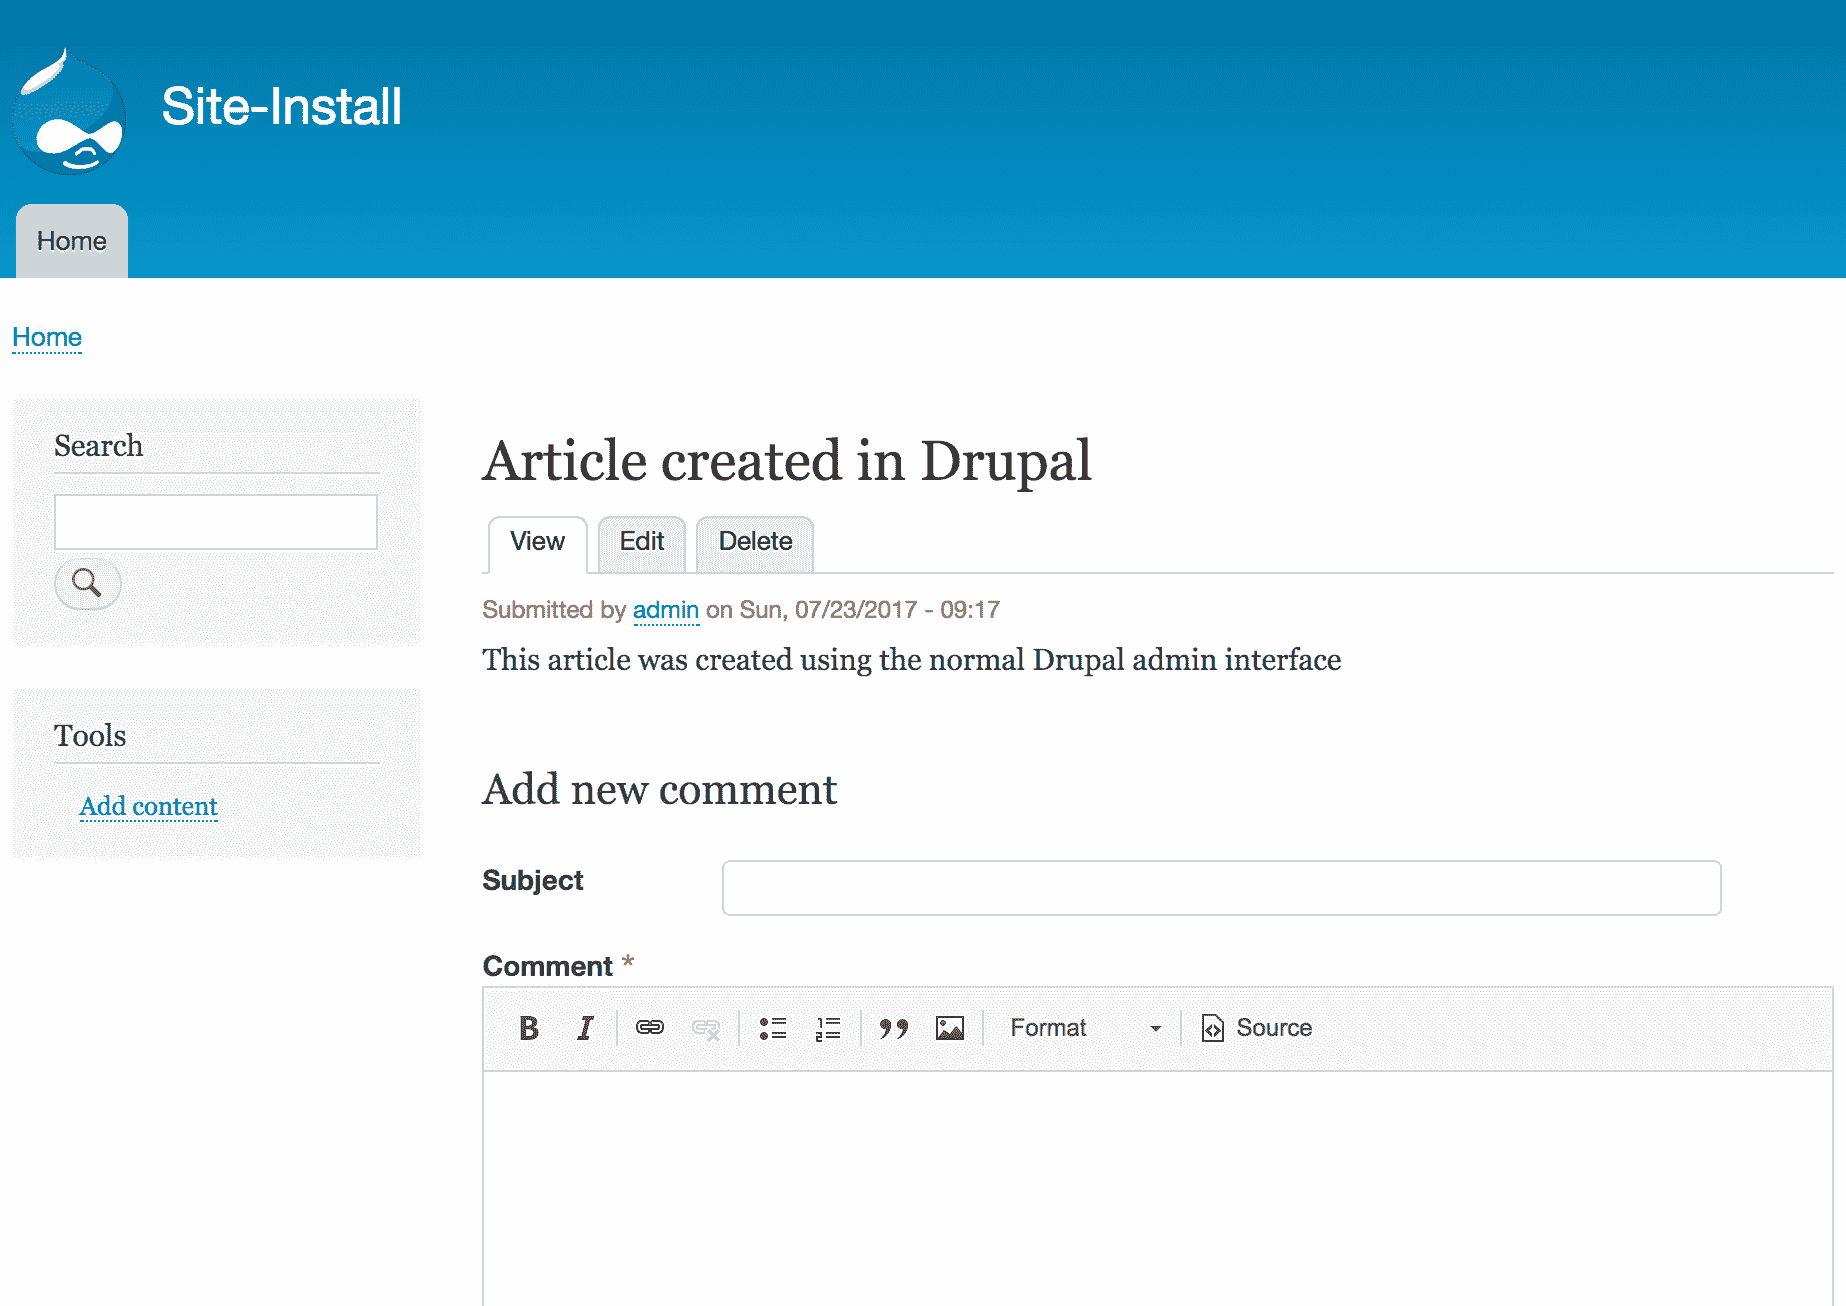 Site-Install
Home
Home
Search
Tools
Add content
Article created in Drupal
View Edit Delete
Submitted by admin on Sun, 07/23/2017 - 09:17
This article was created using the normal Drupal admin interface
Add new comment
Subject
Comment *
B I Format Source